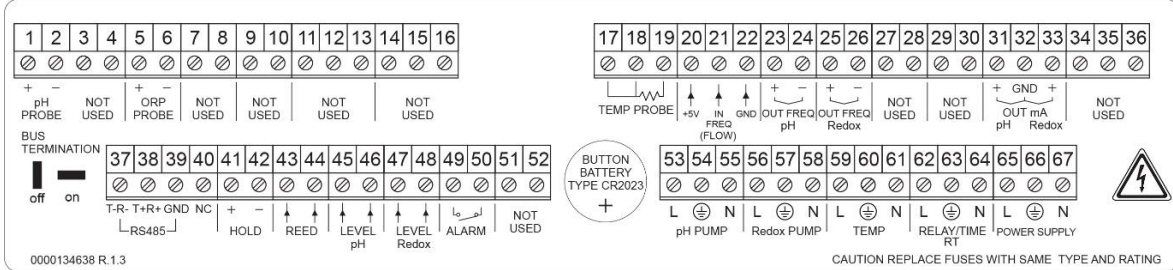 1 2 3 4 5 6 7 8 9 10 11 12 13 14 15 16
+ − + −
pH PROBE NOT USED ORP PROBE NOT USED NOT USED NOT USED NOT USED
17 18 19 20 21 22 23 24 25 26 27 28 29 30 31 32 33 34 35 36
TEMP PROBE +5V IN FREQ (FLOW) GND + − OUT FREQ pH + − OUT FREQ Redox NOT USED NOT USED + GND + OUT mA pH Redox NOT USED
BUS
TERMINATION
off on
37 38 39 40 41 42 43 44 45 46 47 48 49 50 51 52
T-R- T+R+ GND NC + − 
RS485 HOLD REED LEVEL pH LEVEL Redox ALARM NOT USED
BUTTON
BATTERY
TYPE CR2023
+
53 54 55 56 57 58 59 60 61 62 63 64 65 66 67
L N L N L N L N L N
pH PUMP Redox PUMP TEMP RELAY/TIME RT POWER SUPPLY
0000134638 R.1.3
CAUTION REPLACE FUSES WITH SAME TYPE AND RATING